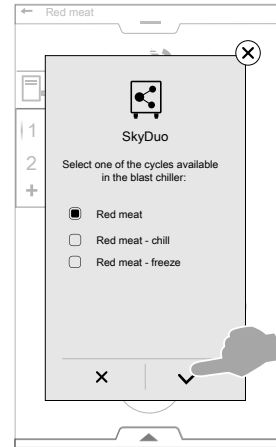 Red meat
SkyDuo
Select one of the cycles available
in the blast chiller:
Red meat
Red meat - chill
Red meat - freeze
1
2
+